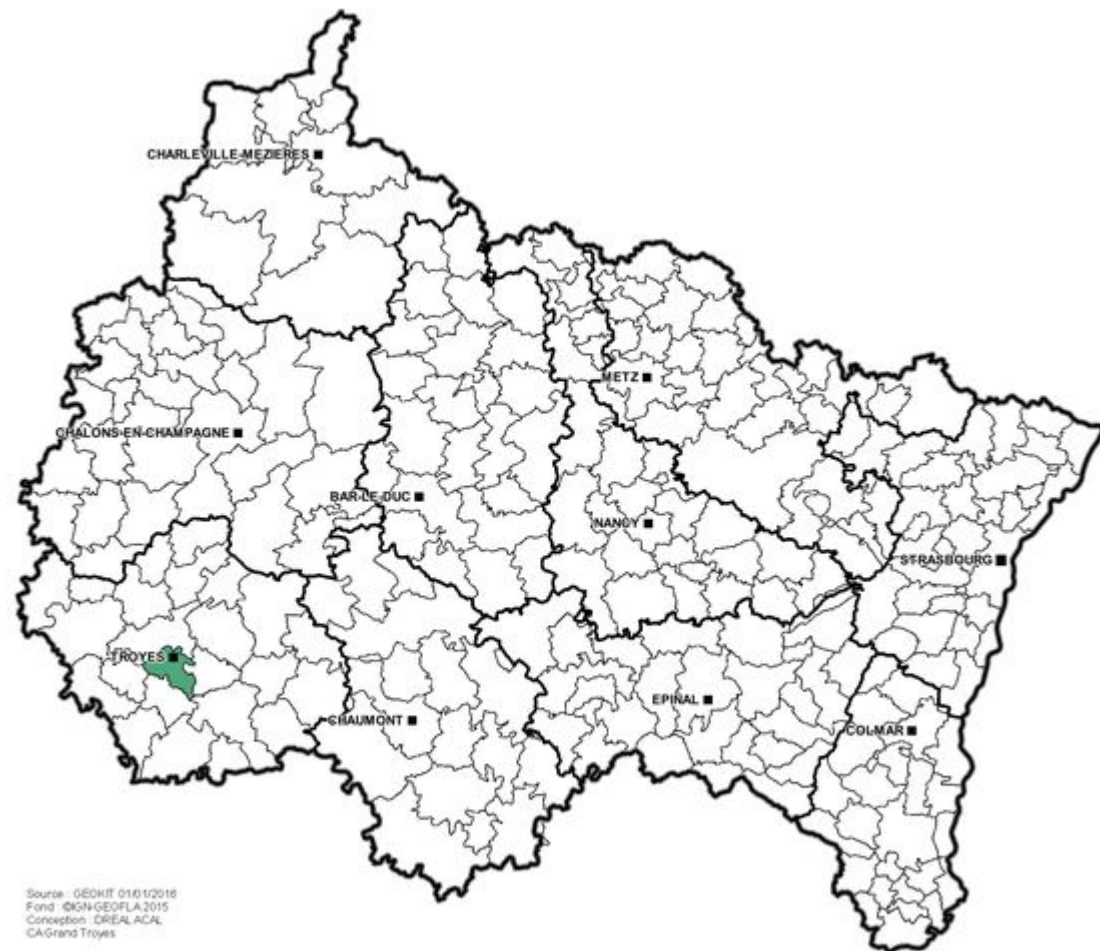 CHARLEVILLE-MEZIERES
METZ
CHALONS-EN-CHAMPAGNE
BAR-LE-DUC
NANCY
STRASBOURG
TROYES
EPINAL
CHAUMONT
COLMAR
Source : GEOKIT 01/01/2016
Fond : ©IGN-GEOFLA 2015
Conception : DREAL ACAL
CA Grand Troyes